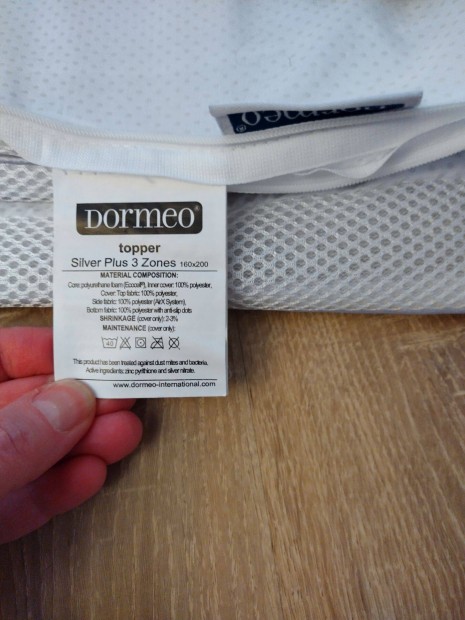 Dormeo
DORMEO®
topper
Silver Plus 3 Zones 160x200
MATERIAL COMPOSITION:
Core: polyurethane foam (Ecocell®), Inner cover: 100% polyester,
Cover: Top fabric: 100% polyester,
Side fabric: 100% polyester (AirX System),
Bottom fabric: 100% polyester with anti-slip dots
SHRINKAGE (cover only): 2-3%
MAINTENANCE (cover only):
40
This product has been treated against dust mites and bacteria.
Active ingredients: zinc pyrithione and silver nitrate.
www.dormeo-international.com